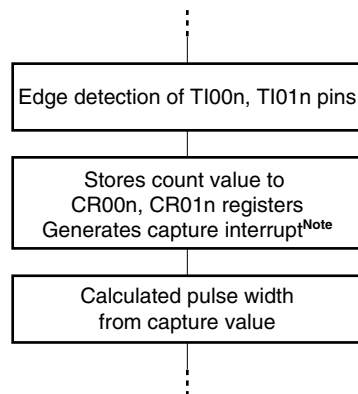 Edge detection of TI00n, TI01n pins
Stores count value to
CR00n, CR01n registers
Generates capture interruptNote
Calculated pulse width
from capture value